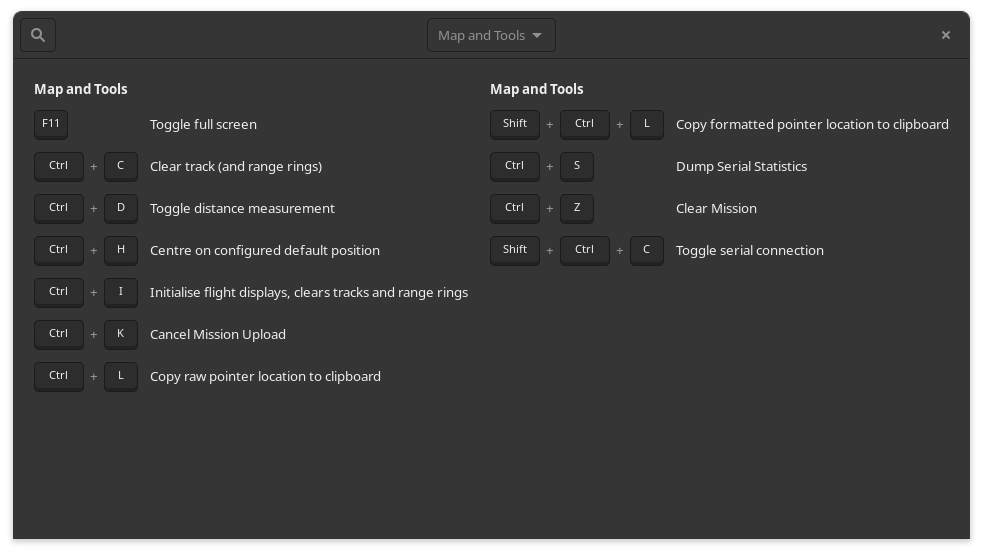 Map and Tools
Map and Tools
F11 Toggle full screen
Ctrl + C Clear track (and range rings)
Ctrl + D Toggle distance measurement
Ctrl + H Centre on configured default position
Ctrl + I Initialise flight displays, clears tracks and range rings
Ctrl + K Cancel Mission Upload
Ctrl + L Copy raw pointer location to clipboard
Map and Tools
Shift + Ctrl + L Copy formatted pointer location to clipboard
Ctrl + S Dump Serial Statistics
Ctrl + Z Clear Mission
Shift + Ctrl + C Toggle serial connection